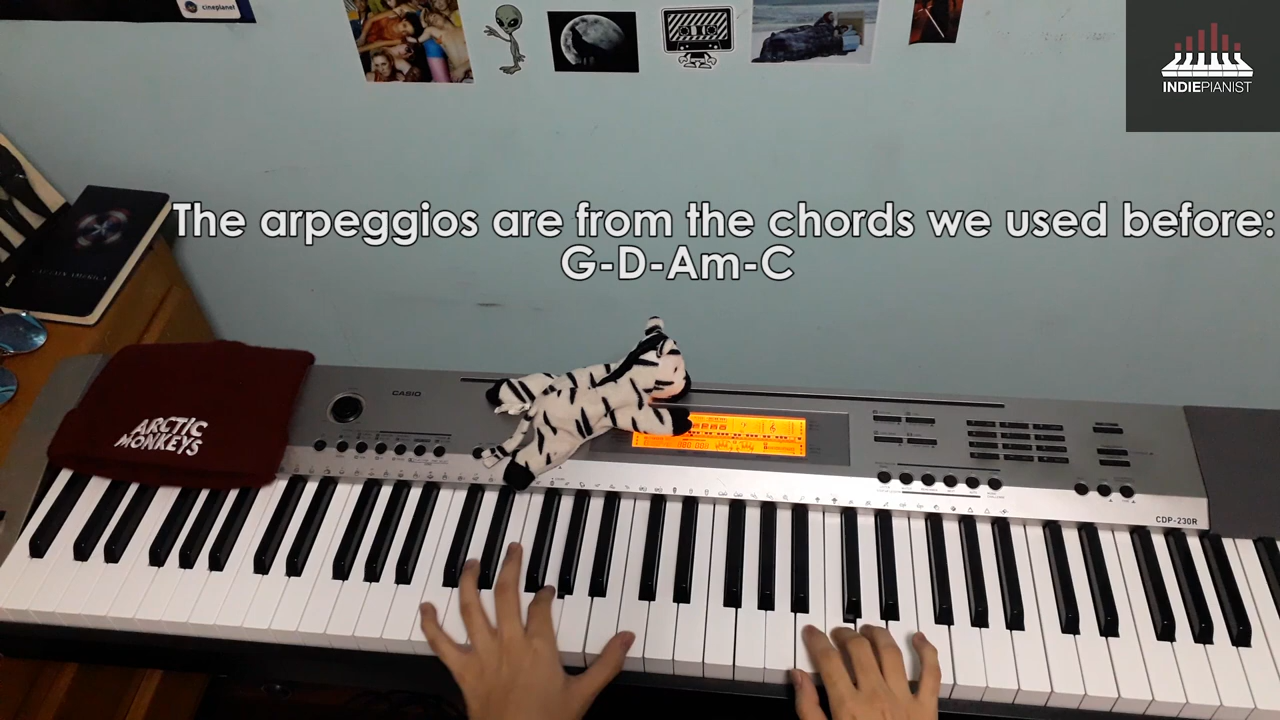 cineplanet
INDIEPIANIST
The arpeggios are from the chords we used before:
G-D-Am-C
CASIO
ARCTIC
MONKEYS
CDP-230R